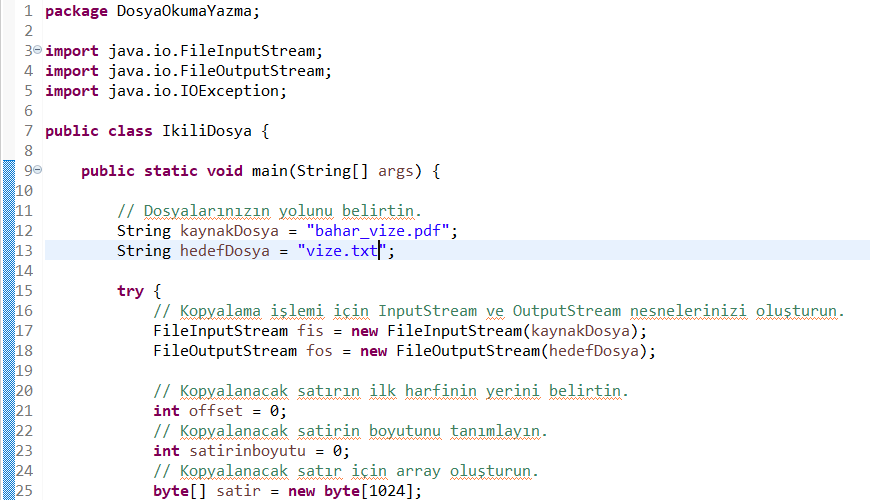 1 package DosyaOkumaYazma;
2
3 import java.io.FileInputStream;
4 import java.io.FileOutputStream;
5 import java.io.IOException;
6
7 public class IkiliDosya {
8
9 public static void main(String[] args) {
10
11 // Dosyalarınızın yolunu belirtin.
12 String kaynakDosya = "bahar_vize.pdf";
13 String hedefDosya = "vize.txt";
14
15 try {
16 // Kopyalama işlemi için InputStream ve OutputStream nesnelerinizi oluşturun.
17 FileInputStream fis = new FileInputStream(kaynakDosya);
18 FileOutputStream fos = new FileOutputStream(hedefDosya);
19
20 // Kopyalanacak satırın ilk harfinin yerini belirtin.
21 int offset = 0;
22 // Kopyalanacak satirin boyutunu tanımlayın.
23 int satirinboyutu = 0;
24 // Kopyalanacak satır için array oluşturun.
25 byte[] satir = new byte[1024];